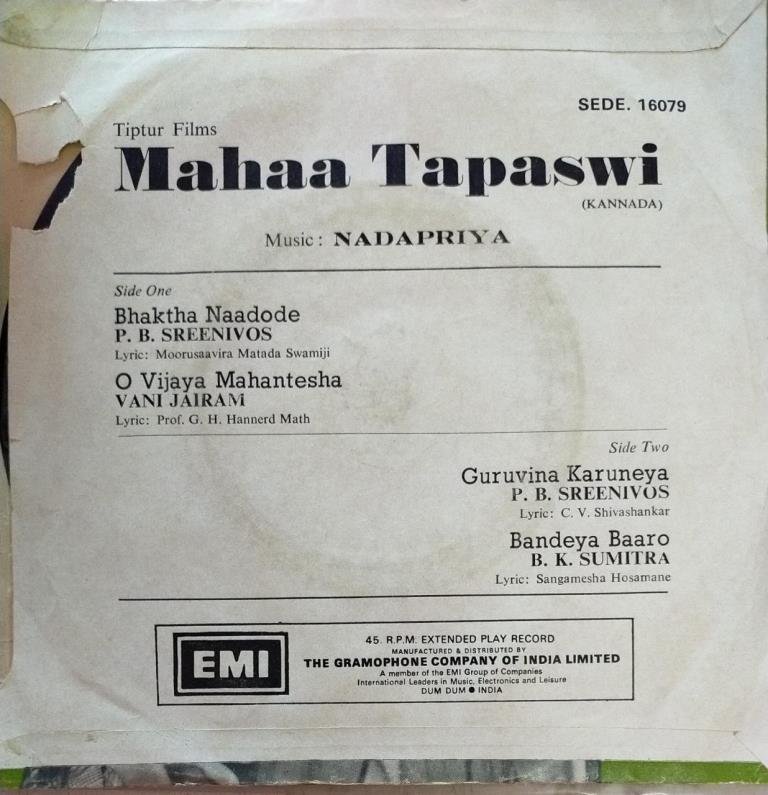 SEDE. 16079
Tiptur Films
Mahaa Tapaswi
(KANNADA)
Music: NADAPRIYA
Side One
Bhaktha Naadode
P. B. SREENIVOS
Lyric: Moorusaavira Matada Swamiji
O Vijaya Mahantesha
VANI JAIRAM
Lyric: Prof. G. H. Hannerd Math
Side Two
Guruvina Karuneya
P. B. SREENIVOS
Lyric: C. V. Shivashankar
Bandeya Baaro
B. K. SUMITRA
Lyric: Sangamesha Hosamane
EMI
45. R.P.M. EXTENDED PLAY RECORD
MANUFACTURED & DISTRIBUTED BY
THE GRAMOPHONE COMPANY OF INDIA LIMITED
A member of the EMI Group of Companies
International Leaders in Music, Electronics and Leisure
DUM DUM ● INDIA